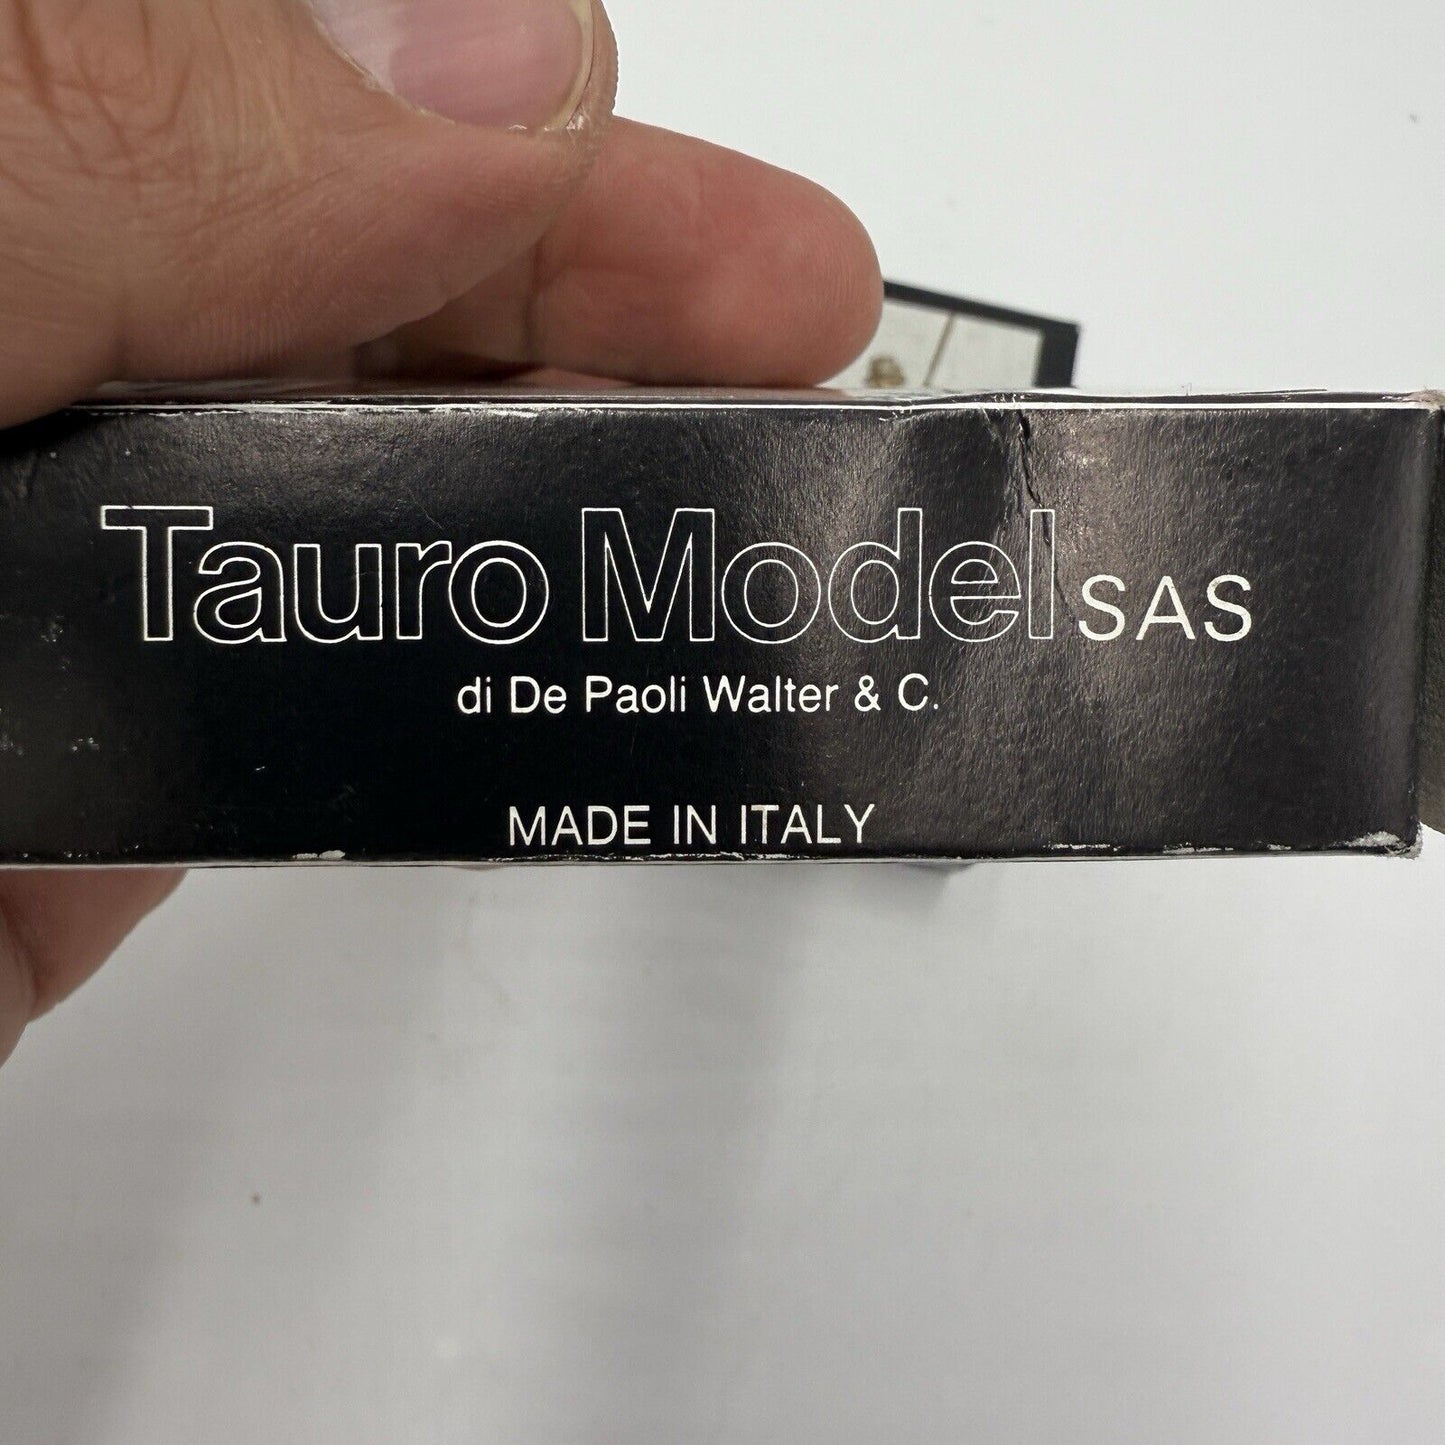 Tauro Model SAS
di De Paoli Walter & C.
MADE IN ITALY